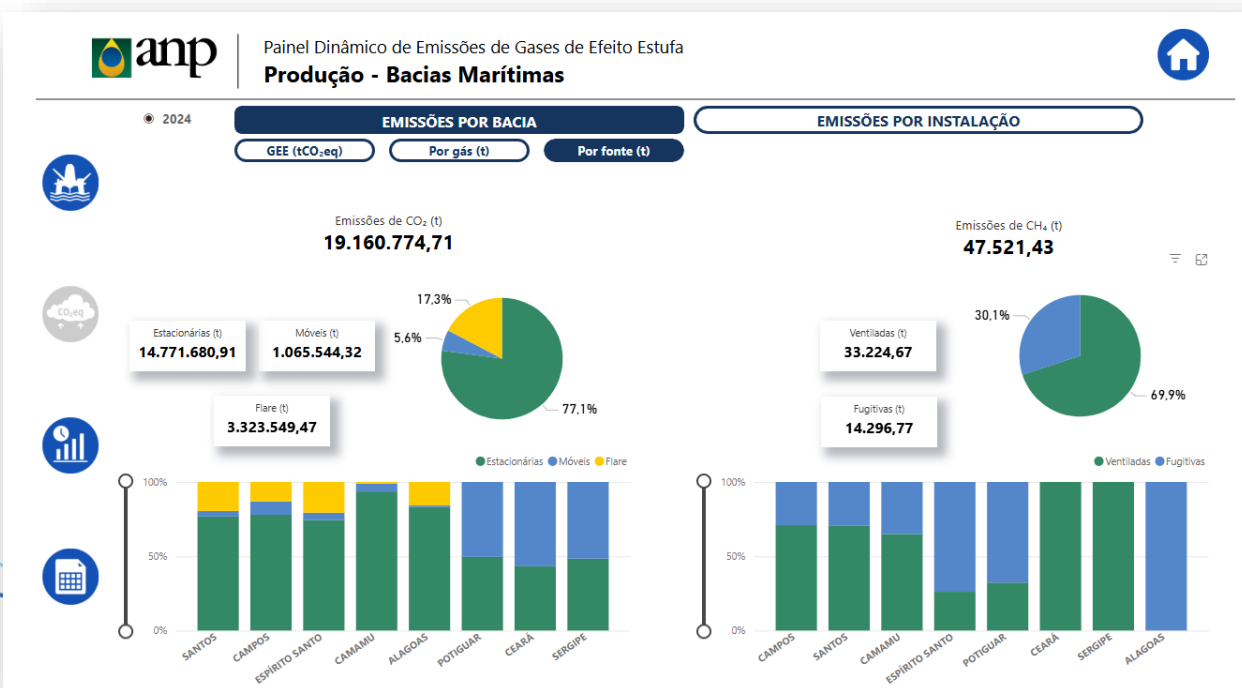 anp
Painel Dinâmico de Emissões de Gases de Efeito Estufa
Produção - Bacias Marítimas
2024
EMISSÕES POR BACIA
EMISSÕES POR INSTALAÇÃO
GEE (tCO₂eq)
Por gás (t)
Por fonte (t)
Emissões de CO₂ (t)
19.160.774,71
Emissões de CH₄ (t)
47.521,43
CO₂eq
Estacionárias (t)
14.771.680,91
Móveis (t)
1.065.544,32
Flare (t)
3.323.549,47
17,3%
5,6%
77,1%
Ventiladas (t)
33.224,67
Fugitivas (t)
14.296,77
30,1%
69,9%
Estacionárias Móveis Flare
100%
50%
0%
SANTOS CAMPOS ESPÍRITO SANTO CAMAMU ALAGOAS POTIGUAR CEARÁ SERGIPE
Ventiladas Fugitivas
100%
50%
0%
CAMPOS SANTOS CAMAMU ESPÍRITO SANTO POTIGUAR CEARÁ SERGIPE ALAGOAS